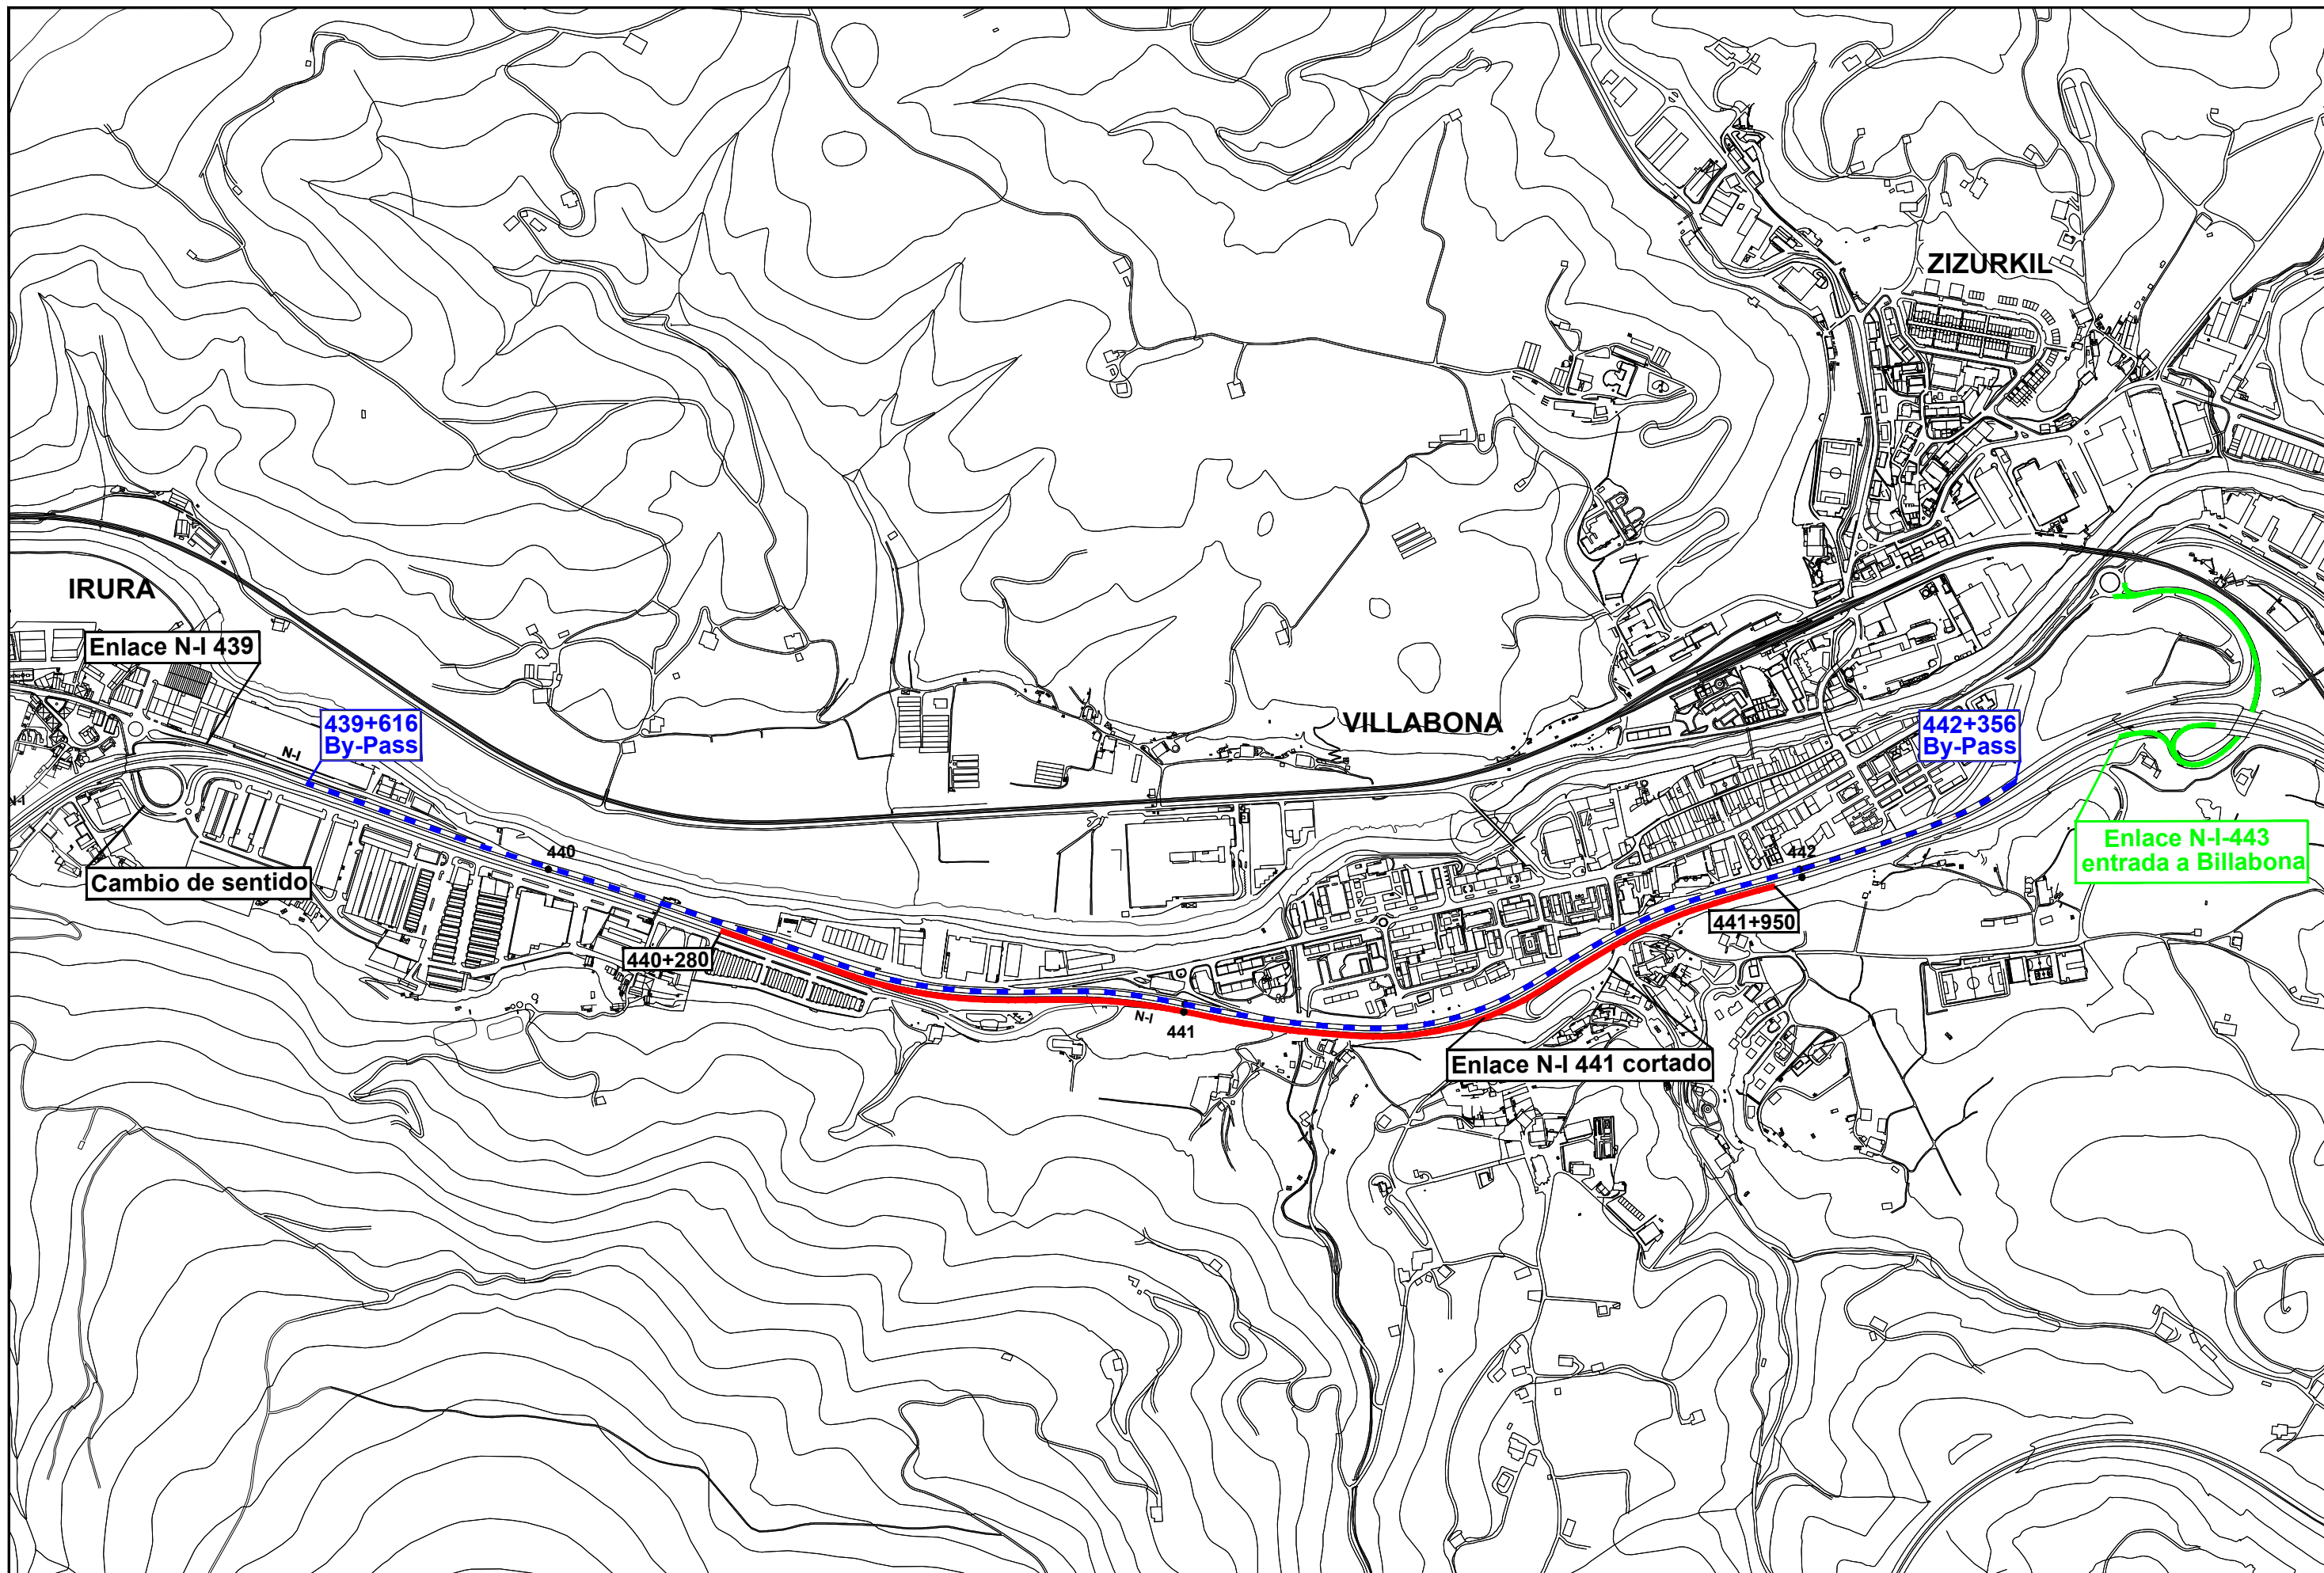 ZIZURKIL
IRURA
Enlace N-I 439
439+616
By-Pass
N-I
N-I
VILLABONA
442+356
By-Pass
Enlace N-I-443
entrada a Billabona
440
442
Cambio de sentido
440+280
441+950
N-I
441
Enlace N-I 441 cortado